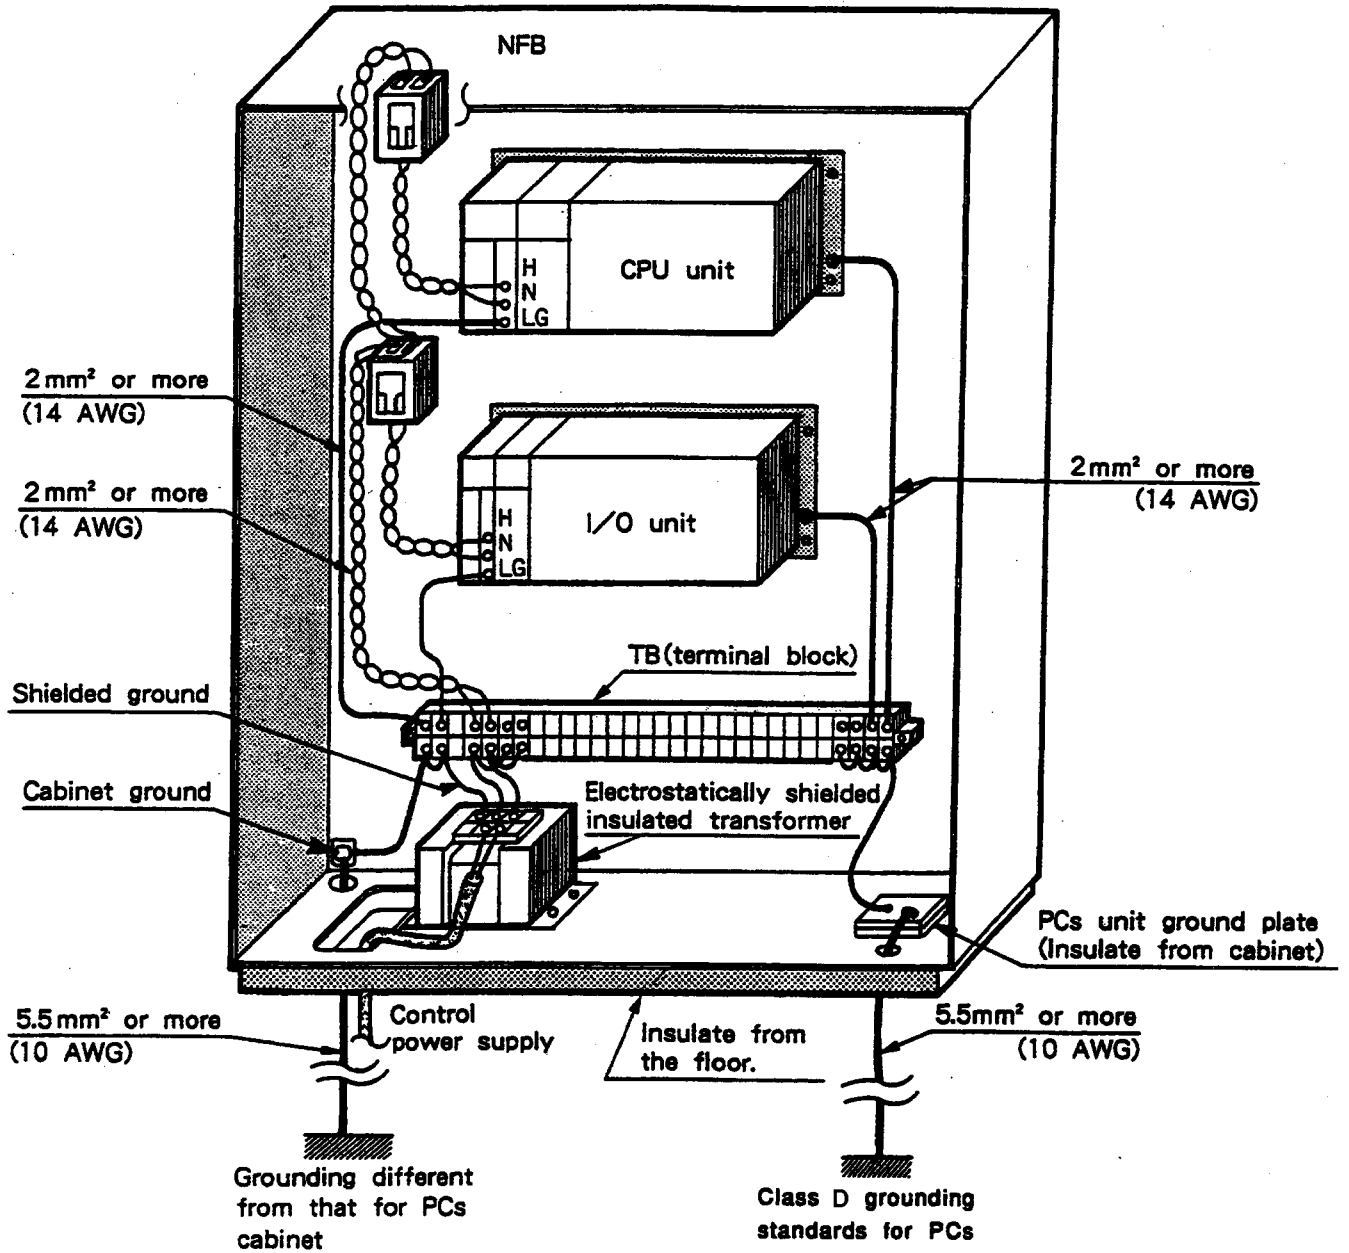 NFB
H
N
LG
CPU unit
2mm² or more
(14 AWG)
2mm² or more
(14 AWG)
H
N
LG
I/O unit
2mm² or more
(14 AWG)
TB(terminal block)
Shielded ground
Cabinet ground
Electrostatically shielded
insulated transformer
PCs unit ground plate
(Insulate from cabinet)
5.5mm² or more
(10 AWG)
Control
power supply
Insulate from
the floor.
5.5mm² or more
(10 AWG)
Grounding different
from that for PCs
cabinet
Class D grounding
standards for PCs